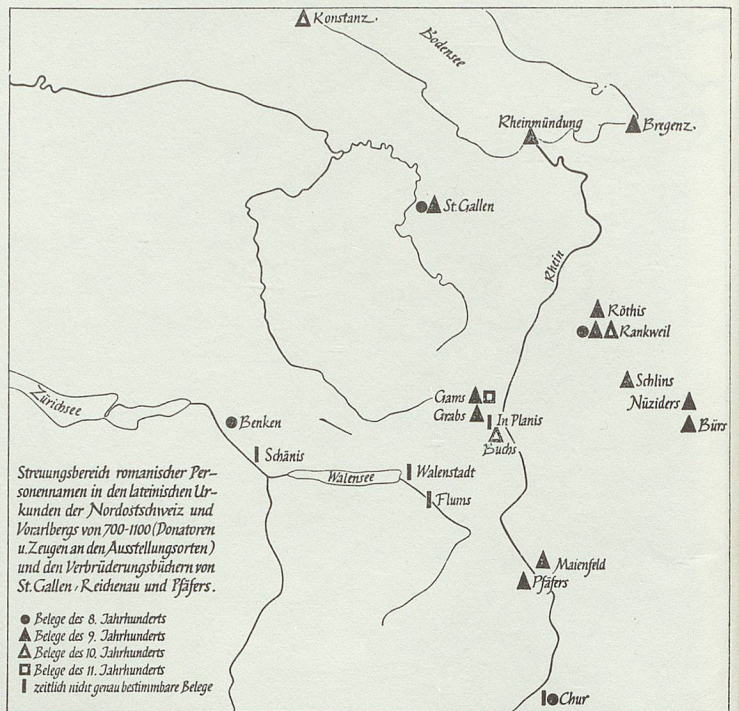 Konstanz.
Bodensee
Rheinmündung
Bregenz.
St.Gallen
Rhein
Röthis
Rankweil
Schlins
Nüziders
Bürs
Gams
Grabs
In Planis
Buchs
Zürichsee
Benken
Schänis
Walensee
Walenstadt
Flums
Maienfeld
Pfäfers
Chur
Streuungsbereich romanischer Per-
sonennamen in den lateinischen Ur-
kunden der Nordostschweiz und
Vorarlbergs von 700-1100 (Donatoren
u. Zeugen an den Ausstellungsorten)
und den Verbrüderungsbüchern von
St.Gallen, Reichenau und Pfäfers.
Belege des 8. Jahrhunderts
Belege des 9. Jahrhunderts
Belege des 10. Jahrhunderts
Belege des 11. Jahrhunderts
zeitlich nicht genau bestimmbare Belege